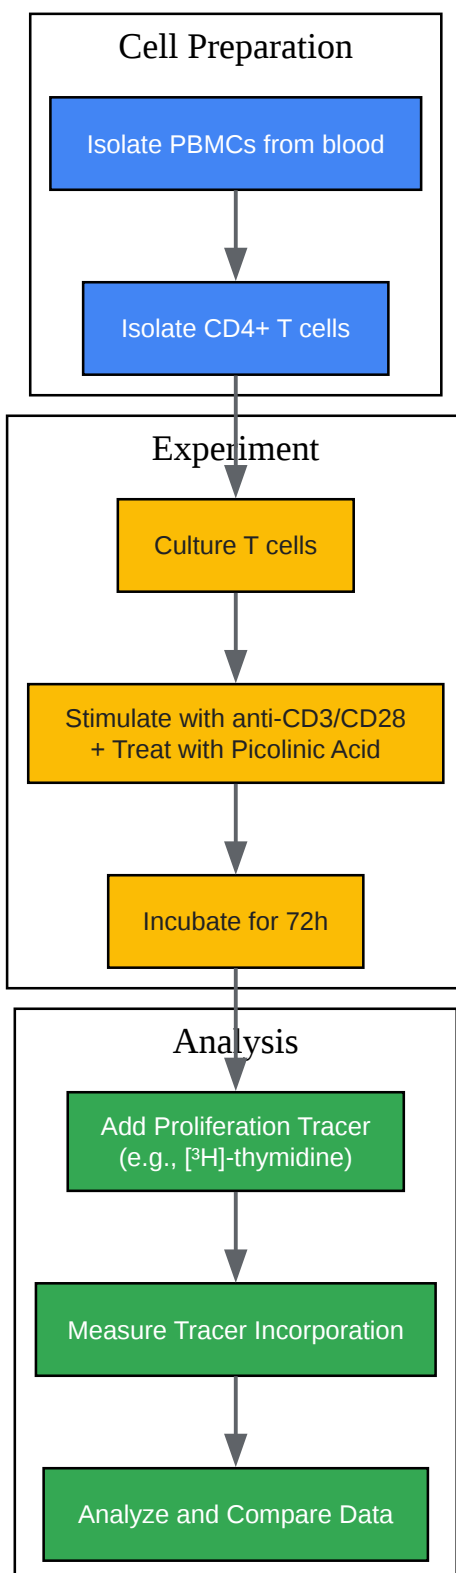 Cell Preparation
Isolate PBMCs from blood
Isolate CD4+ T cells
Experiment
Culture T cells
Stimulate with anti-CD3/CD28
+ Treat with Picolinic Acid
Incubate for 72h
Analysis
Add Proliferation Tracer
(e.g., [³H]-thymidine)
Measure Tracer Incorporation
Analyze and Compare Data